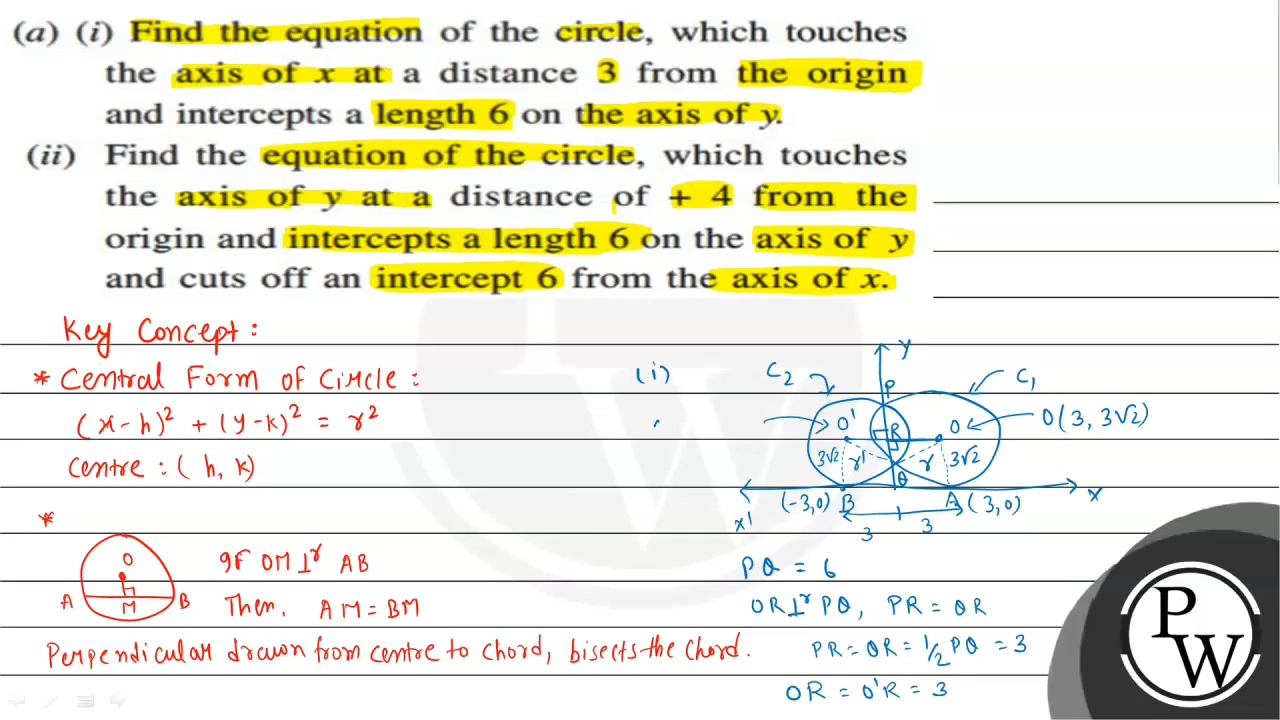 (a) (i) Find the equation of the circle, which touches
the axis of x at a distance 3 from the origin
and intercepts a length 6 on the axis of y.
(ii) Find the equation of the circle, which touches
the axis of y at a distance of + 4 from the
origin and intercepts a length 6 on the axis of y
and cuts off an intercept 6 from the axis of x.
Key Concept:
* Central Form of Circle:
(x-h)² + (y-k)² = r²
Centre : (h, k)
*
O
A M B
If OM ⊥r AB
Then, AM = BM
Perpendicular drawn from centre to chord, bisects the chord.
(i)
y
C2 P C1
O' R O O(3, 3√2)
3√2 r' r 3√2
Q
x' (-3,0) B A (3,0) x
3 3
PQ = 6
OR ⊥r PQ, PR = QR
PR = QR = 1/2 PQ = 3
OR = O'R = 3
PW